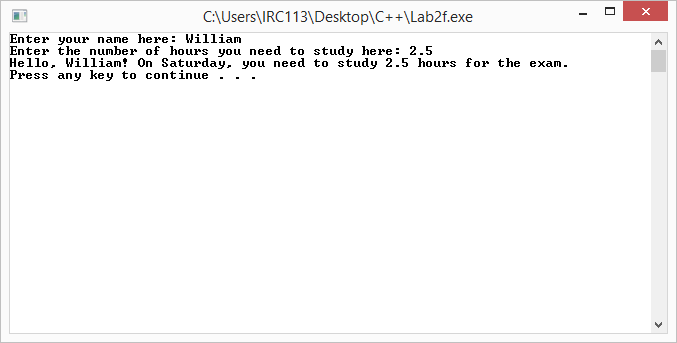 C:\Users\IRC113\Desktop\C++\Lab2f.exe
Enter your name here: William
Enter the number of hours you need to study here: 2.5
Hello, William! On Saturday, you need to study 2.5 hours for the exam.
Press any key to continue . . .